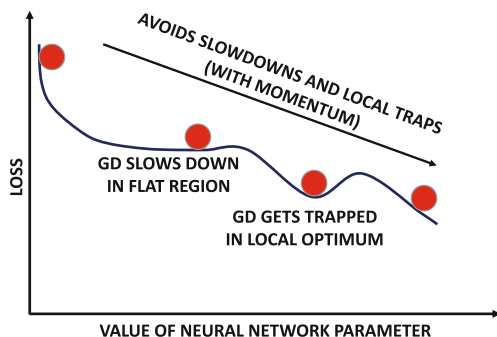 AVOIDS SLOWDOWNS AND LOCAL TRAPS
(WITH MOMENTUM)
GD SLOWS DOWN
IN FLAT REGION
GD GETS TRAPPED
IN LOCAL OPTIMUM
LOSS
VALUE OF NEURAL NETWORK PARAMETER